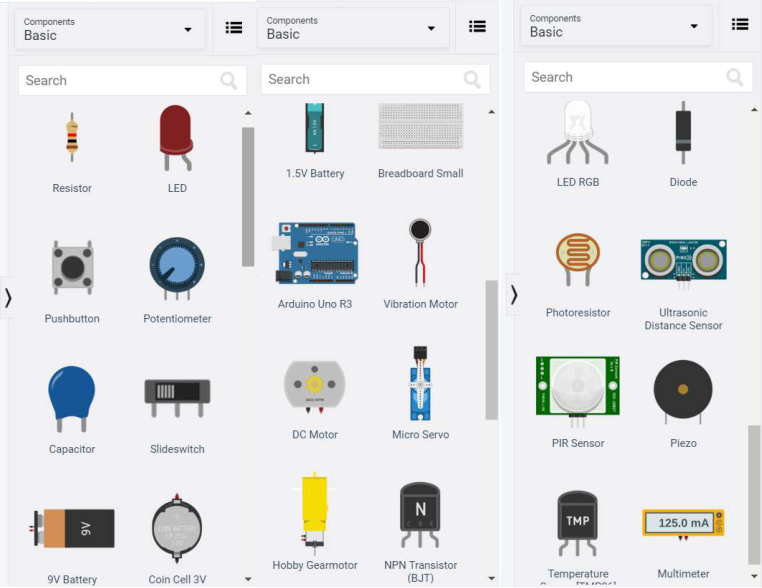 Components
Basic
Search
Resistor
LED
Pushbutton
Potentiometer
Capacitor
Slideswitch
9V
9V Battery
Coin Cell 3V
Components
Basic
Search
1.5V Battery
Breadboard Small
UNO
Arduino Uno R3
Vibration Motor
DC Motor
Micro Servo
Hobby Gearmotor
N
C B E
NPN Transistor
(BJT)
Components
Basic
Search
LED RGB
Diode
Photoresistor
Ultrasonic
Distance Sensor
PIR Sensor
Piezo
TMP
125.0 mA
Temperature
Multimeter